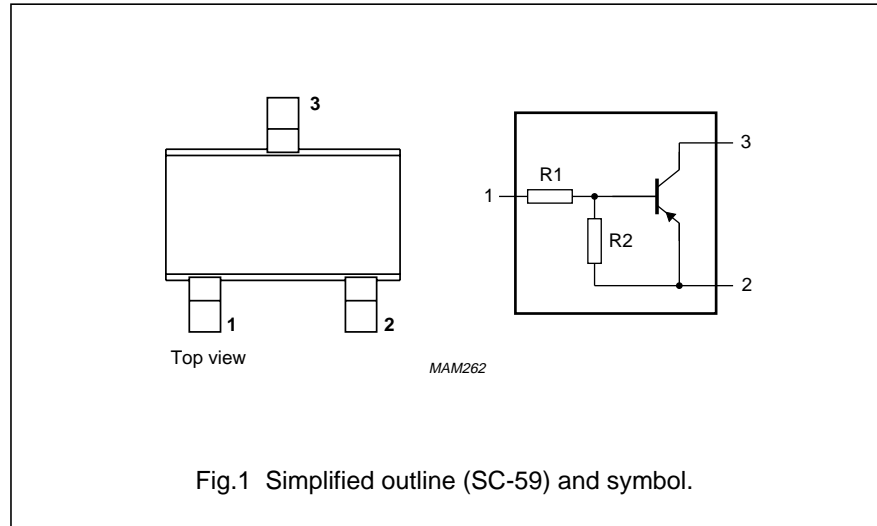 3
1
2
Top view
R1
R2
1
3
2
MAM262
Fig.1 Simplified outline (SC-59) and symbol.